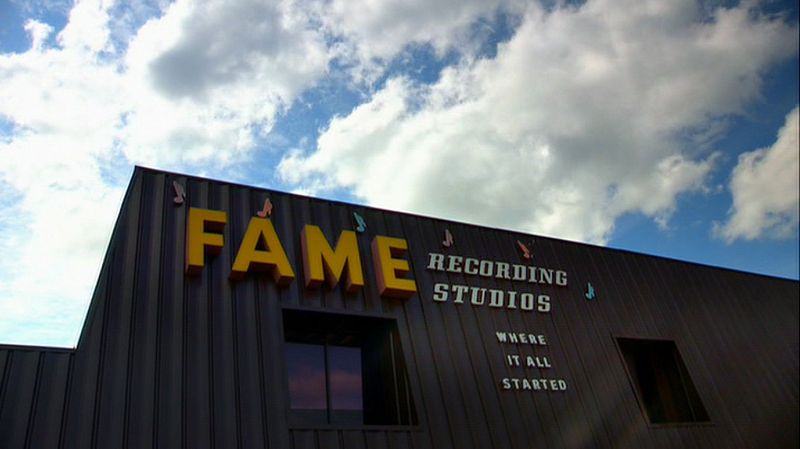 FAME
RECORDING
STUDIOS
WHERE
IT ALL
STARTED